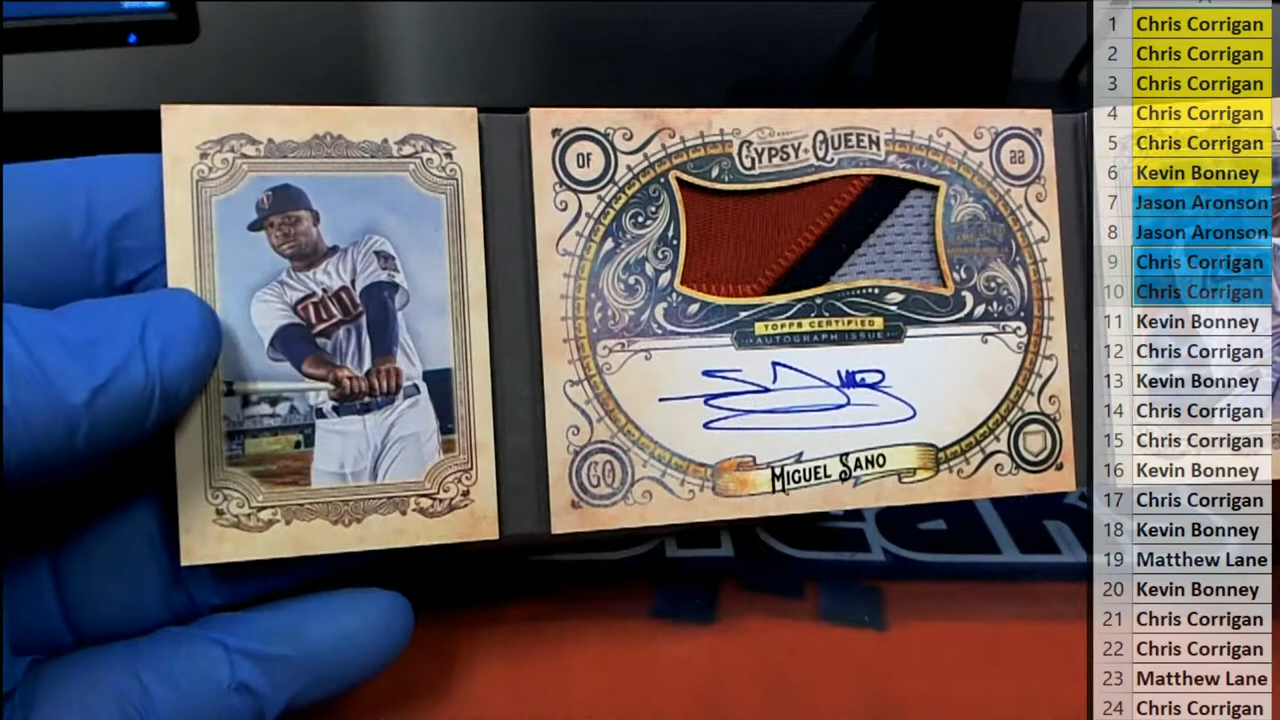 GYPSY QUEEN
OF
22
TOPPS CERTIFIED
AUTOGRAPH ISSUE
GQ
MIGUEL SANO
TWIN
1 Chris Corrigan
2 Chris Corrigan
3 Chris Corrigan
4 Chris Corrigan
5 Chris Corrigan
6 Kevin Bonney
7 Jason Aronson
8 Jason Aronson
9 Chris Corrigan
10 Chris Corrigan
11 Kevin Bonney
12 Chris Corrigan
13 Kevin Bonney
14 Chris Corrigan
15 Chris Corrigan
16 Kevin Bonney
17 Chris Corrigan
18 Kevin Bonney
19 Matthew Lane
20 Kevin Bonney
21 Chris Corrigan
22 Chris Corrigan
23 Matthew Lane
24 Chris Corrigan